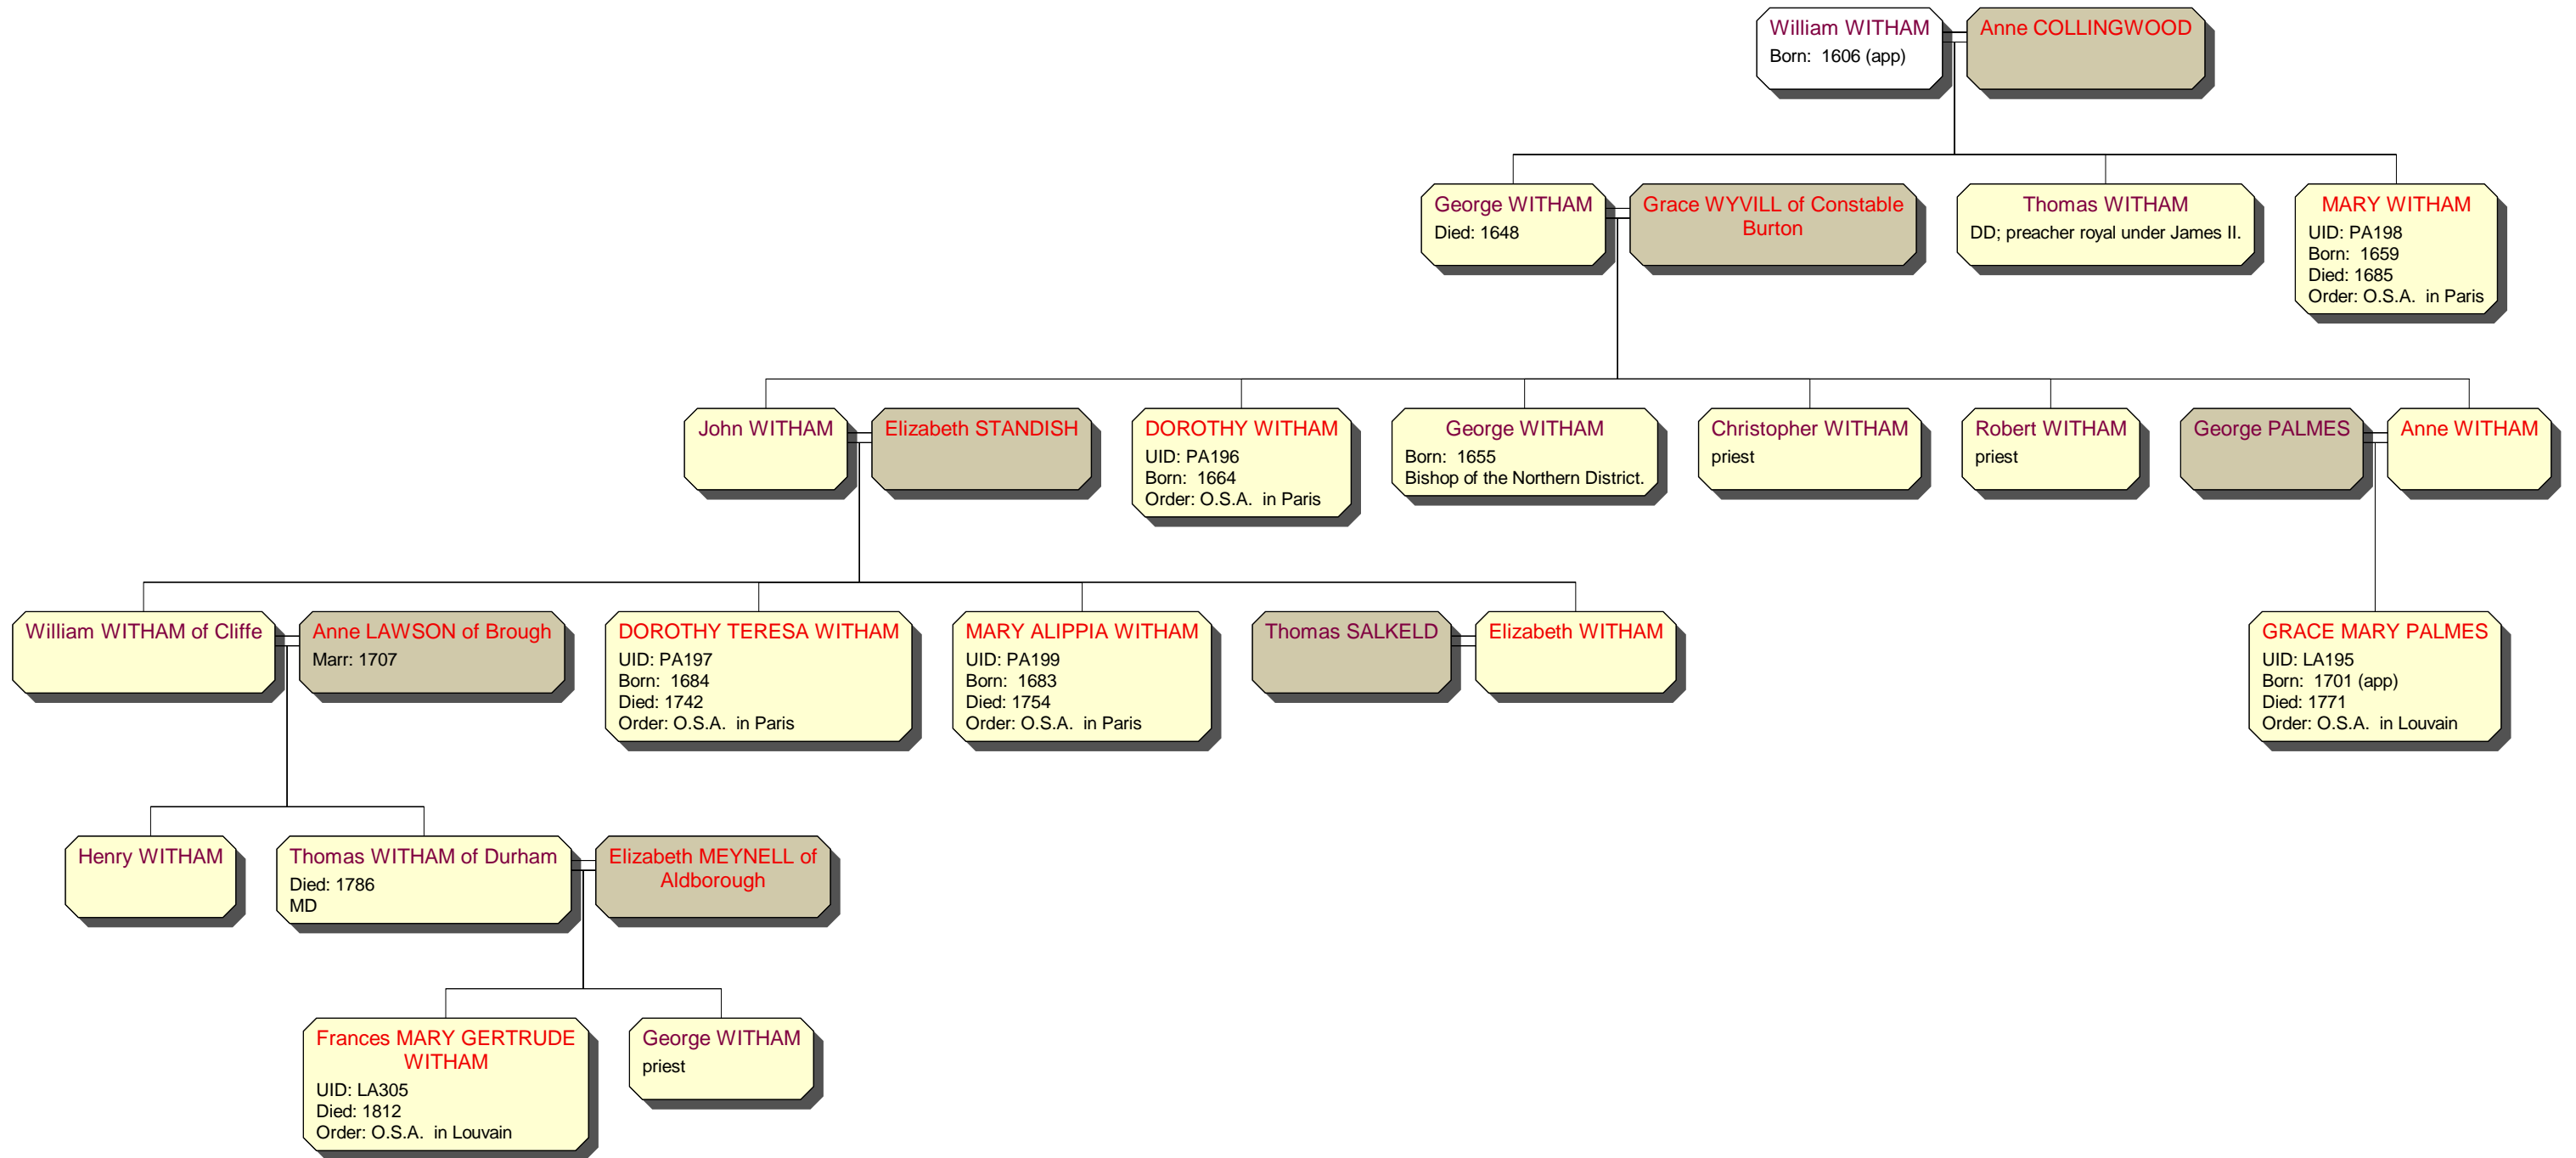 William WITHAM
Born:  1606 (app)
Anne COLLINGWOOD
George WITHAM
Died: 1648
Grace WYVILL of Constable
Burton
Thomas WITHAM
DD; preacher royal under James II.
MARY WITHAM
UID: PA198
Born:  1659
Died: 1685
Order: O.S.A.  in Paris
John WITHAM
Elizabeth STANDISH
DOROTHY WITHAM
UID: PA196
Born:  1664
Order: O.S.A.  in Paris
George WITHAM
Born:  1655
Bishop of the Northern District.
Christopher WITHAM
priest
Robert WITHAM
priest
George PALMES
Anne WITHAM
William WITHAM of Cliffe
Anne LAWSON of Brough
Marr: 1707
DOROTHY TERESA WITHAM
UID: PA197
Born:  1684
Died: 1742
Order: O.S.A.  in Paris
MARY ALIPPIA WITHAM
UID: PA199
Born:  1683
Died: 1754
Order: O.S.A.  in Paris
Thomas SALKELD
Elizabeth WITHAM
GRACE MARY PALMES
UID: LA195
Born:  1701 (app)
Died: 1771
Order: O.S.A.  in Louvain
Henry WITHAM
Thomas WITHAM of Durham
Died: 1786
MD
Elizabeth MEYNELL of
Aldborough
Frances MARY GERTRUDE
WITHAM
UID: LA305
Died: 1812
Order: O.S.A.  in Louvain
George WITHAM
priest